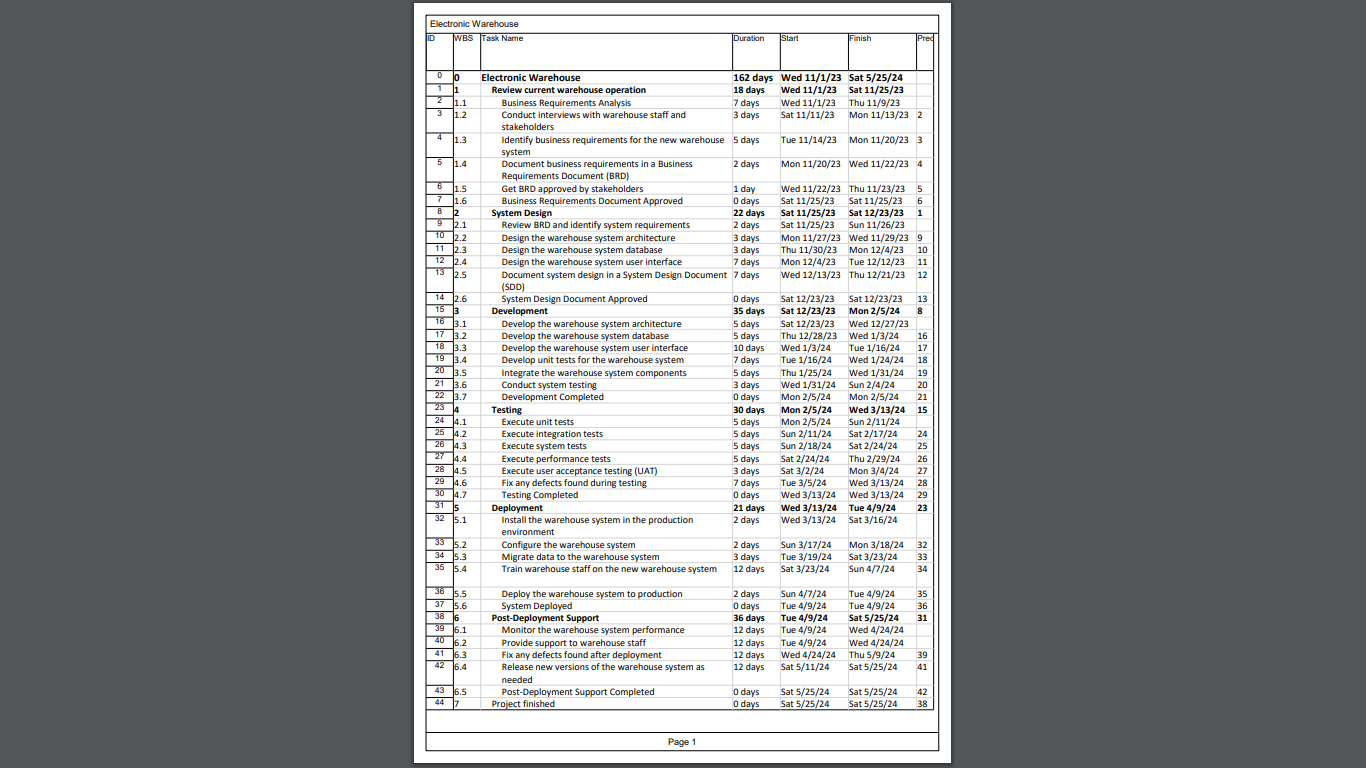 Electronic Warehouse
ID WBS Task Name Duration Start Finish Prec
0 0 Electronic Warehouse 162 days Wed 11/1/23 Sat 5/25/24
1 1 Review current warehouse operation 18 days Wed 11/1/23 Sat 11/25/23
2 1.1 Business Requirements Analysis 7 days Wed 11/1/23 Thu 11/9/23
3 1.2 Conduct interviews with warehouse staff and 3 days Sat 11/11/23 Mon 11/13/23 2
stakeholders
4 1.3 Identify business requirements for the new warehouse 5 days Tue 11/14/23 Mon 11/20/23 3
system
5 1.4 Document business requirements in a Business 2 days Mon 11/20/23 Wed 11/22/23 4
Requirements Document (BRD)
6 1.5 Get BRD approved by stakeholders 1 day Wed 11/22/23 Thu 11/23/23 5
7 1.6 Business Requirements Document Approved 0 days Sat 11/25/23 Sat 11/25/23 6
8 2 System Design 22 days Sat 11/25/23 Sat 12/23/23 1
9 2.1 Review BRD and identify system requirements 2 days Sat 11/25/23 Sun 11/26/23
10 2.2 Design the warehouse system architecture 3 days Mon 11/27/23 Wed 11/29/23 9
11 2.3 Design the warehouse system database 3 days Thu 11/30/23 Mon 12/4/23 10
12 2.4 Design the warehouse system user interface 7 days Mon 12/4/23 Tue 12/12/23 11
13 2.5 Document system design in a System Design Document 7 days Wed 12/13/23 Thu 12/21/23 12
(SDD)
14 2.6 System Design Document Approved 0 days Sat 12/23/23 Sat 12/23/23 13
15 3 Development 35 days Sat 12/23/23 Mon 2/5/24 8
16 3.1 Develop the warehouse system architecture 5 days Sat 12/23/23 Wed 12/27/23
17 3.2 Develop the warehouse system database 5 days Thu 12/28/23 Wed 1/3/24 16
18 3.3 Develop the warehouse system user interface 10 days Wed 1/3/24 Tue 1/16/24 17
19 3.4 Develop unit tests for the warehouse system 7 days Tue 1/16/24 Wed 1/24/24 18
20 3.5 Integrate the warehouse system components 5 days Thu 1/25/24 Wed 1/31/24 19
21 3.6 Conduct system testing 3 days Wed 1/31/24 Sun 2/4/24 20
22 3.7 Development Completed 0 days Mon 2/5/24 Mon 2/5/24 21
23 4 Testing 30 days Mon 2/5/24 Wed 3/13/24 15
24 4.1 Execute unit tests 5 days Mon 2/5/24 Sun 2/11/24
25 4.2 Execute integration tests 5 days Sun 2/11/24 Sat 2/17/24 24
26 4.3 Execute system tests 5 days Sun 2/18/24 Sat 2/24/24 25
27 4.4 Execute performance tests 5 days Sat 2/24/24 Thu 2/29/24 26
28 4.5 Execute user acceptance testing (UAT) 3 days Sat 3/2/24 Mon 3/4/24 27
29 4.6 Fix any defects found during testing 7 days Tue 3/5/24 Wed 3/13/24 28
30 4.7 Testing Completed 0 days Wed 3/13/24 Wed 3/13/24 29
31 5 Deployment 21 days Wed 3/13/24 Tue 4/9/24 23
32 5.1 Install the warehouse system in the production 2 days Wed 3/13/24 Sat 3/16/24
environment
33 5.2 Configure the warehouse system 2 days Sun 3/17/24 Mon 3/18/24 32
34 5.3 Migrate data to the warehouse system 3 days Tue 3/19/24 Sat 3/23/24 33
35 5.4 Train warehouse staff on the new warehouse system 12 days Sat 3/23/24 Sun 4/7/24 34
36 5.5 Deploy the warehouse system to production 2 days Sun 4/7/24 Tue 4/9/24 35
37 5.6 System Deployed 0 days Tue 4/9/24 Tue 4/9/24 36
38 6 Post-Deployment Support 36 days Tue 4/9/24 Sat 5/25/24 31
39 6.1 Monitor the warehouse system performance 12 days Tue 4/9/24 Wed 4/24/24
40 6.2 Provide support to warehouse staff 12 days Tue 4/9/24 Wed 4/24/24
41 6.3 Fix any defects found after deployment 12 days Wed 4/24/24 Thu 5/9/24 39
42 6.4 Release new versions of the warehouse system as 12 days Sat 5/11/24 Sat 5/25/24 41
needed
43 6.5 Post-Deployment Support Completed 0 days Sat 5/25/24 Sat 5/25/24 42
44 7 Project finished 0 days Sat 5/25/24 Sat 5/25/24 38
Page 1